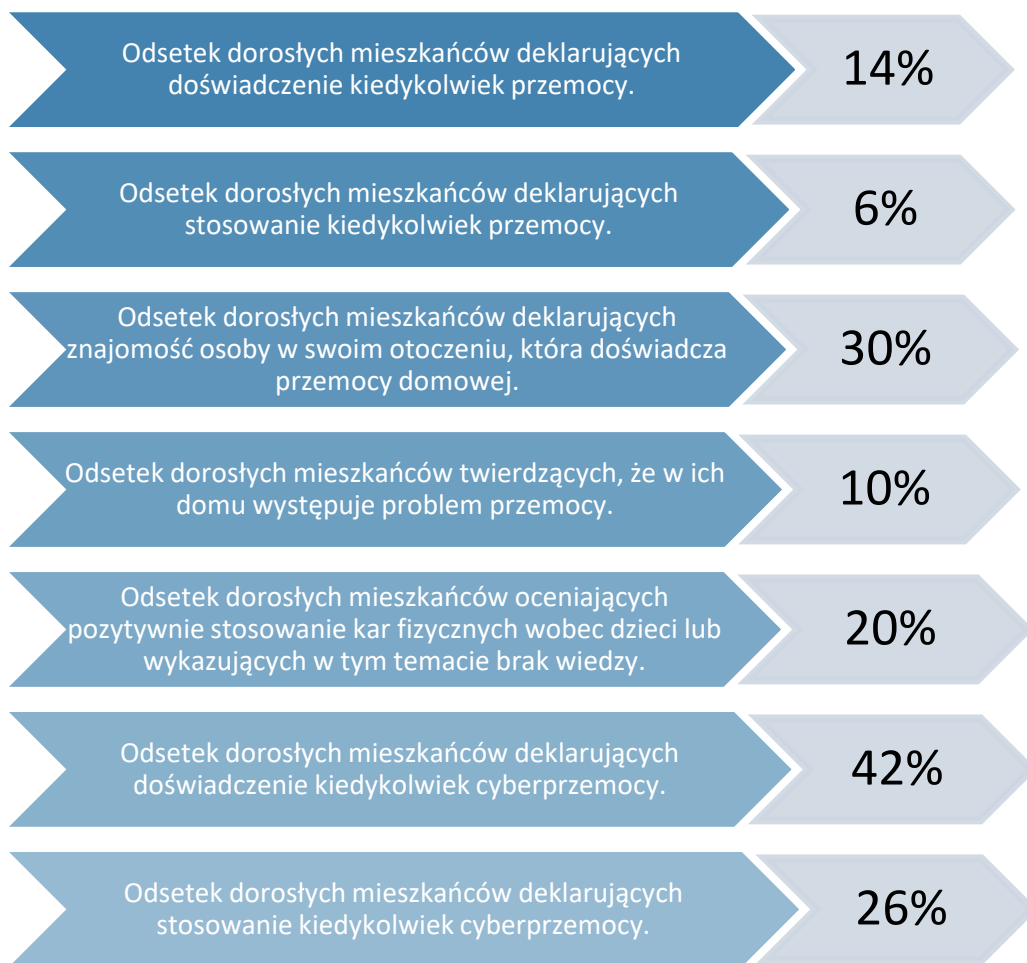 Odsetek dorosłych mieszkańców deklarujących
doświadczenie kiedykolwiek przemocy.
14%
Odsetek dorosłych mieszkańców deklarujących
stosowanie kiedykolwiek przemocy.
6%
Odsetek dorosłych mieszkańców deklarujących
znajomość osoby w swoim otoczeniu, która doświadcza
przemocy domowej.
30%
Odsetek dorosłych mieszkańców twierdzących, że w ich
domu występuje problem przemocy.
10%
Odsetek dorosłych mieszkańców oceniających
pozytywnie stosowanie kar fizycznych wobec dzieci lub
wykazujących w tym temacie brak wiedzy.
20%
Odsetek dorosłych mieszkańców deklarujących
doświadczenie kiedykolwiek cyberprzemocy.
42%
Odsetek dorosłych mieszkańców deklarujących
stosowanie kiedykolwiek cyberprzemocy.
26%